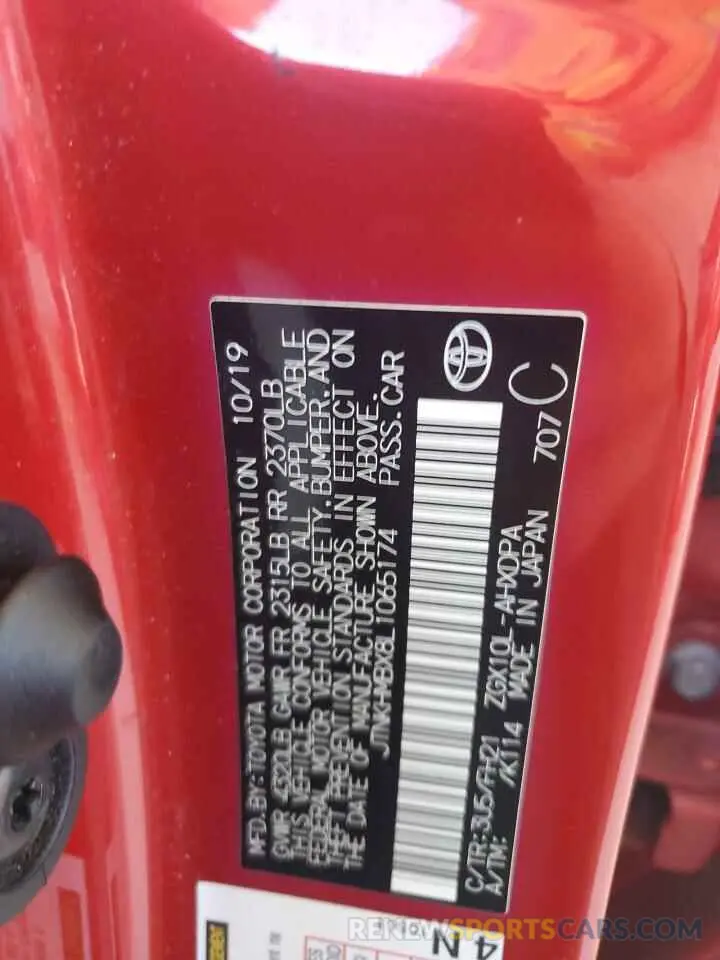 MFD.BY:TOYOTA MOTOR CORPORATION 10/19
GVWR 4320LB GAWR FR 2315LB RR 2370LB
THIS VEHICLE CONFORMS TO ALL APPLICABLE
FEDERAL MOTOR VEHICLE SAFETY,BUMPER,AND
THEFT PREVENTION STANDARDS IN EFFECT ON
THE DATE OF MANUFACTURE SHOWN ABOVE.
JTNKHMBX8L1065174 PASS.CAR
C/TR:3U5/FH21 ZGX10L-AHXDPA
A/TM: /K114 MADE IN JAPAN 707 C
4 N
RENEWSPORTSCARS.COM